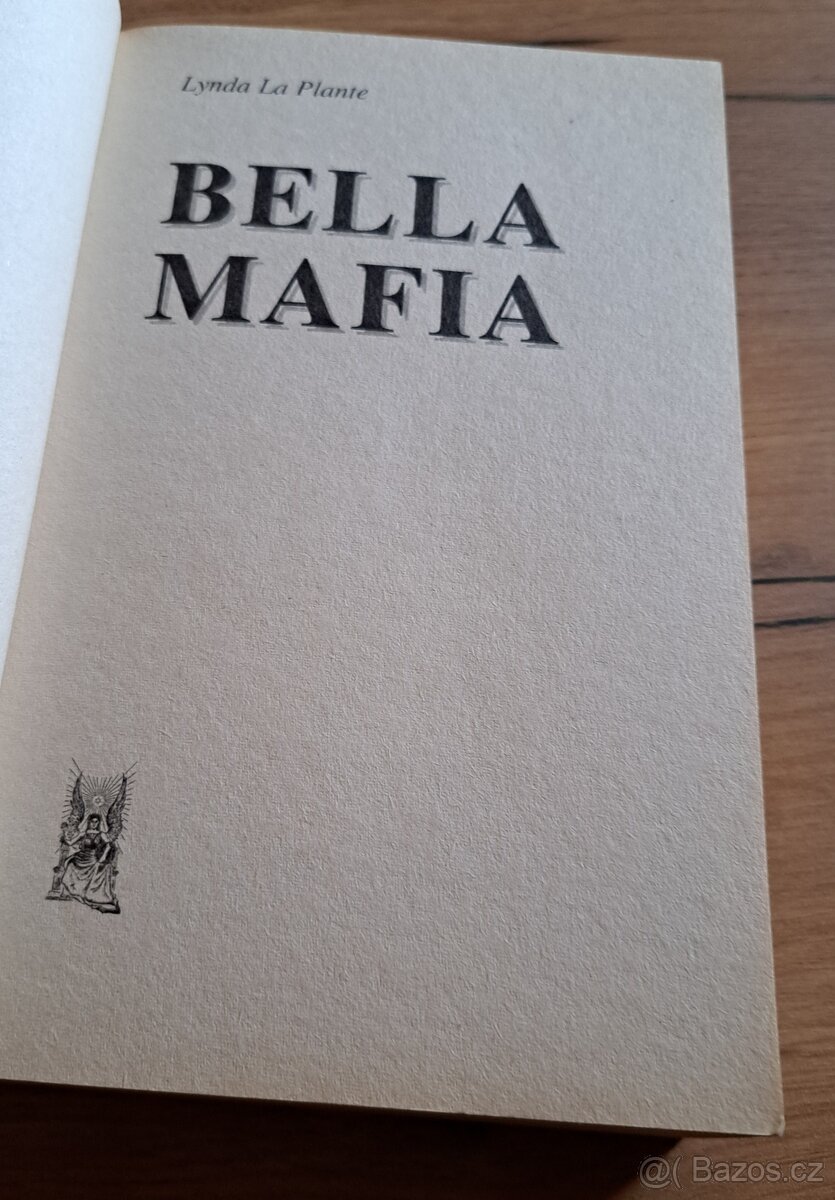 Lynda La Plante
BELLA
MAFIA
@( Bazos.cz